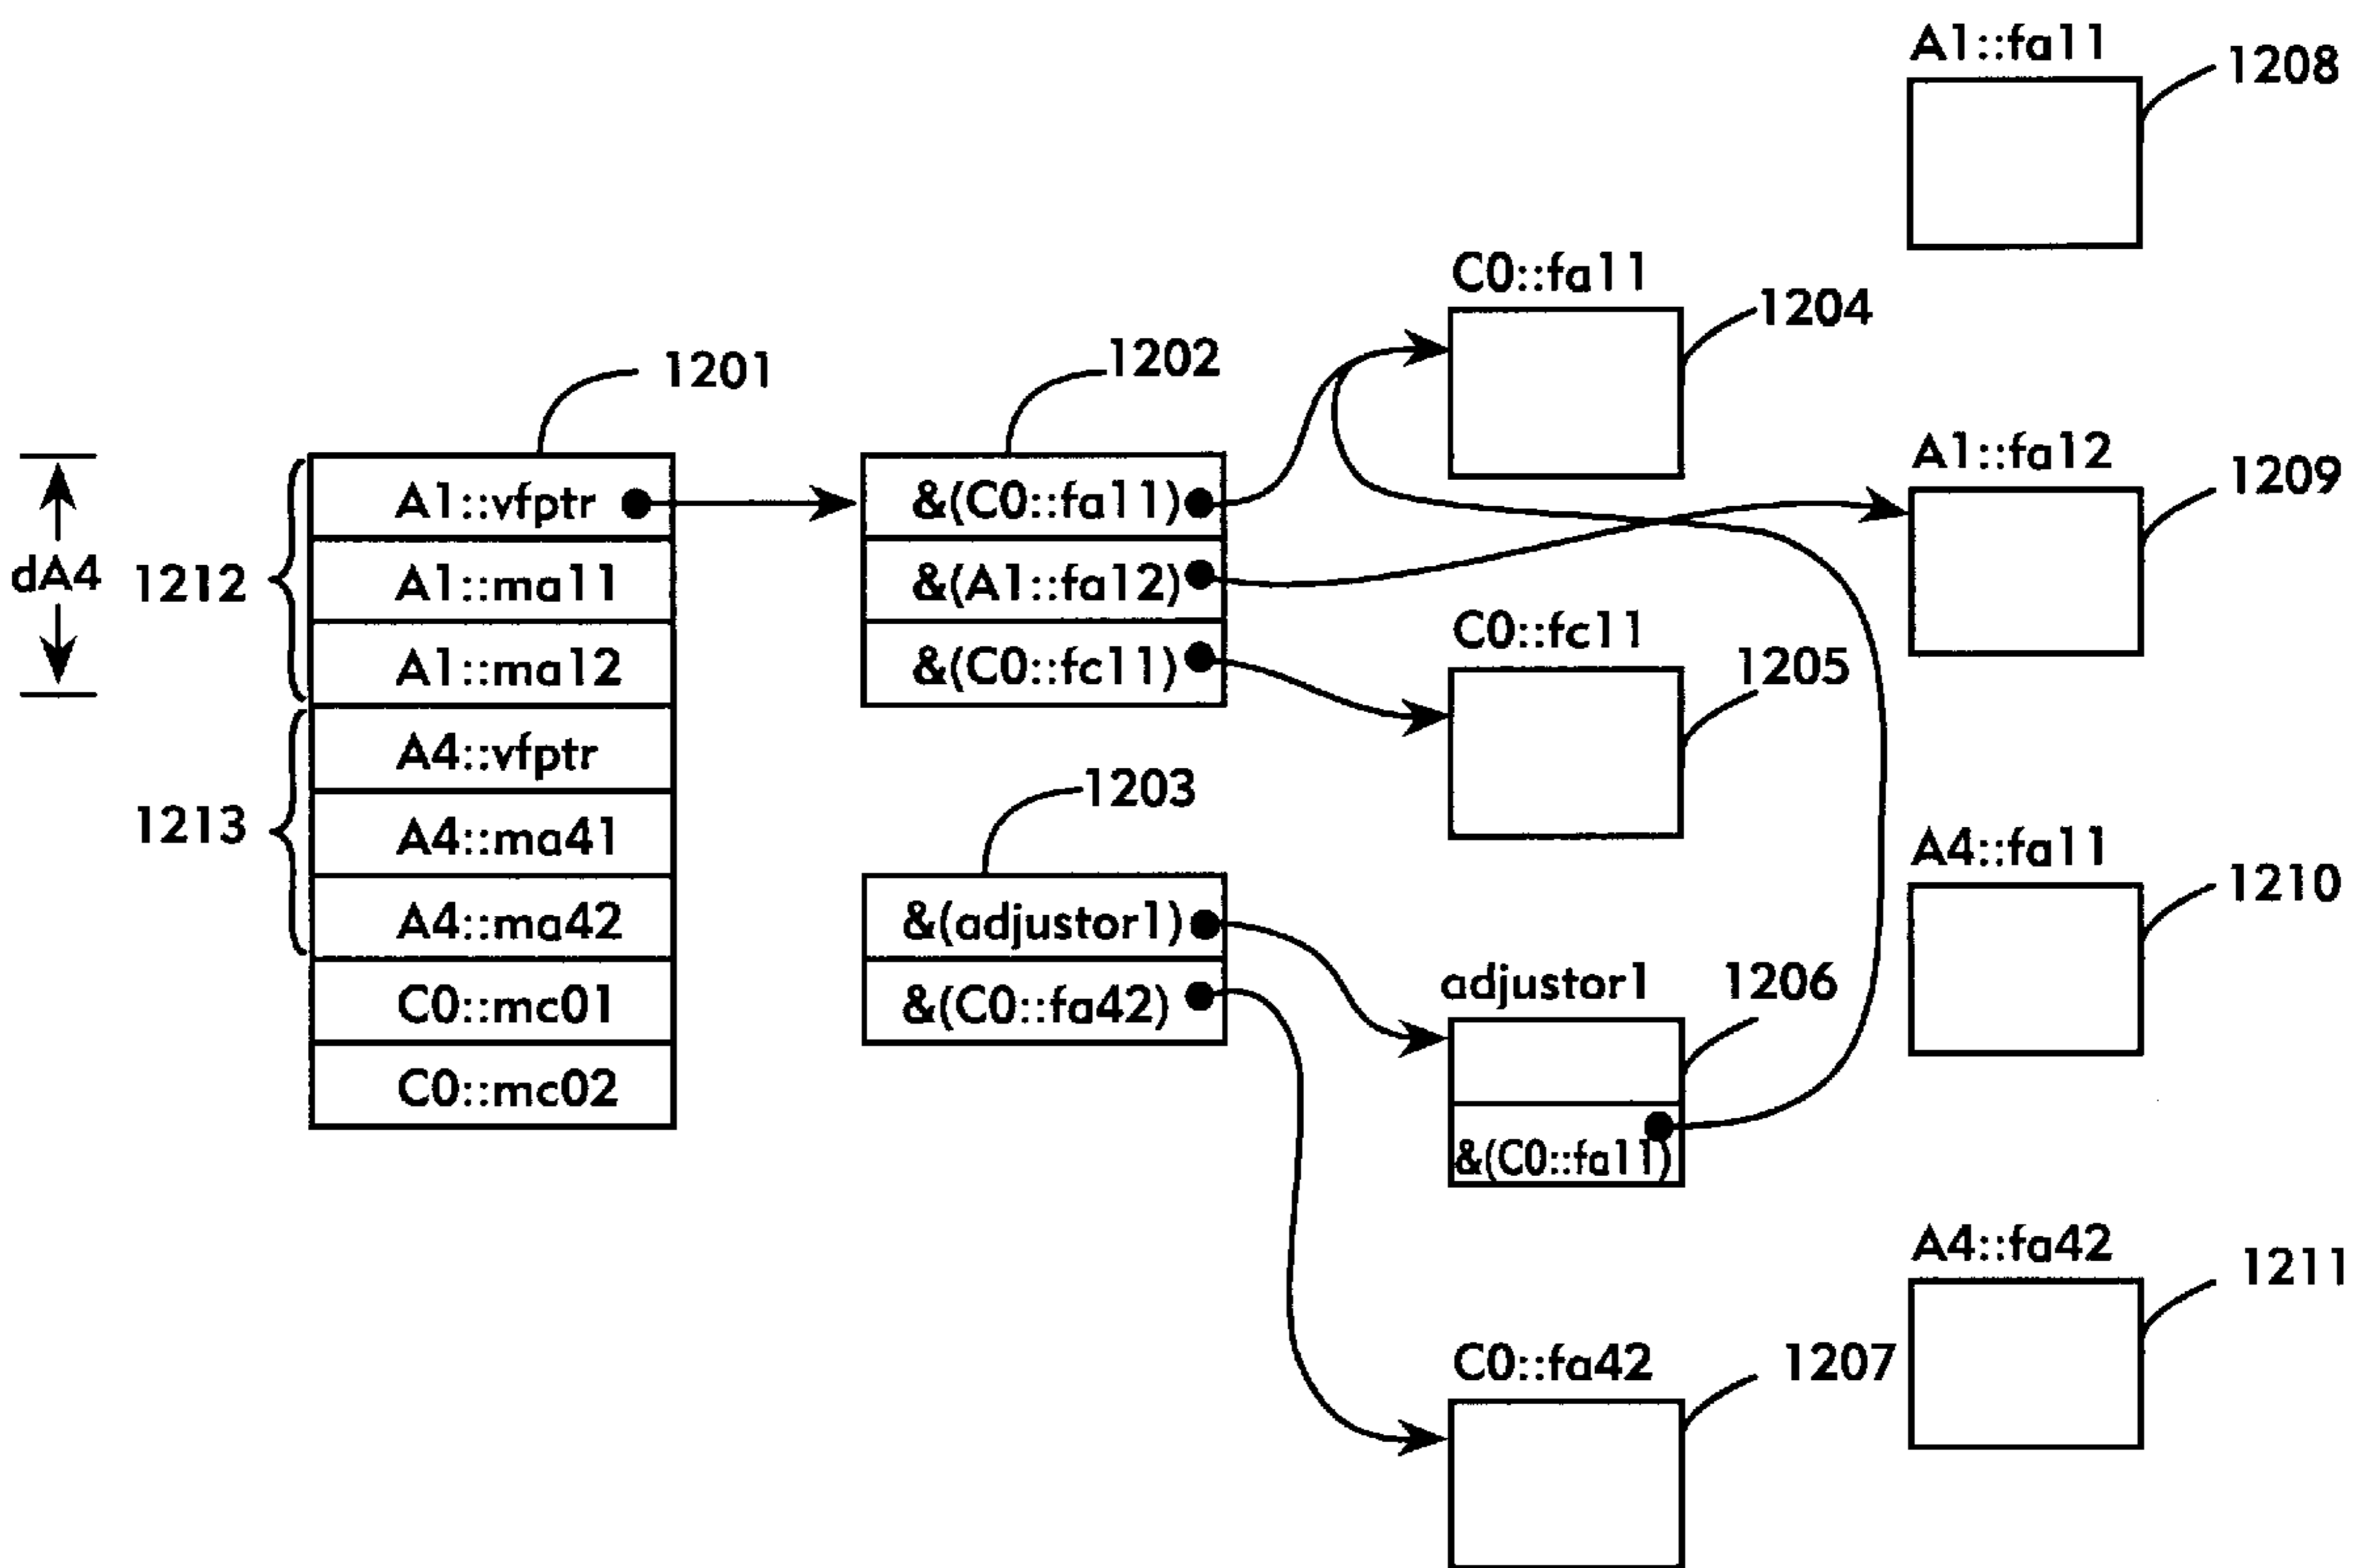 A1::fa11
1208
C0::fa11
1204
1201
1202
A1::fa12
1209
dA4
1212
A1::vfptr
A1::ma11
A1::ma12
&(C0::fa11)
&(A1::fa12)
&(C0::fc11)
C0::fc11
1205
1213
A4::vfptr
A4::ma41
A4::ma42
C0::mc01
C0::mc02
1203
&(adjustor1)
&(C0::fa42)
A4::fa11
1210
adjustor1
1206
&(C0::fa11)
A4::fa42
1211
C0::fa42
1207